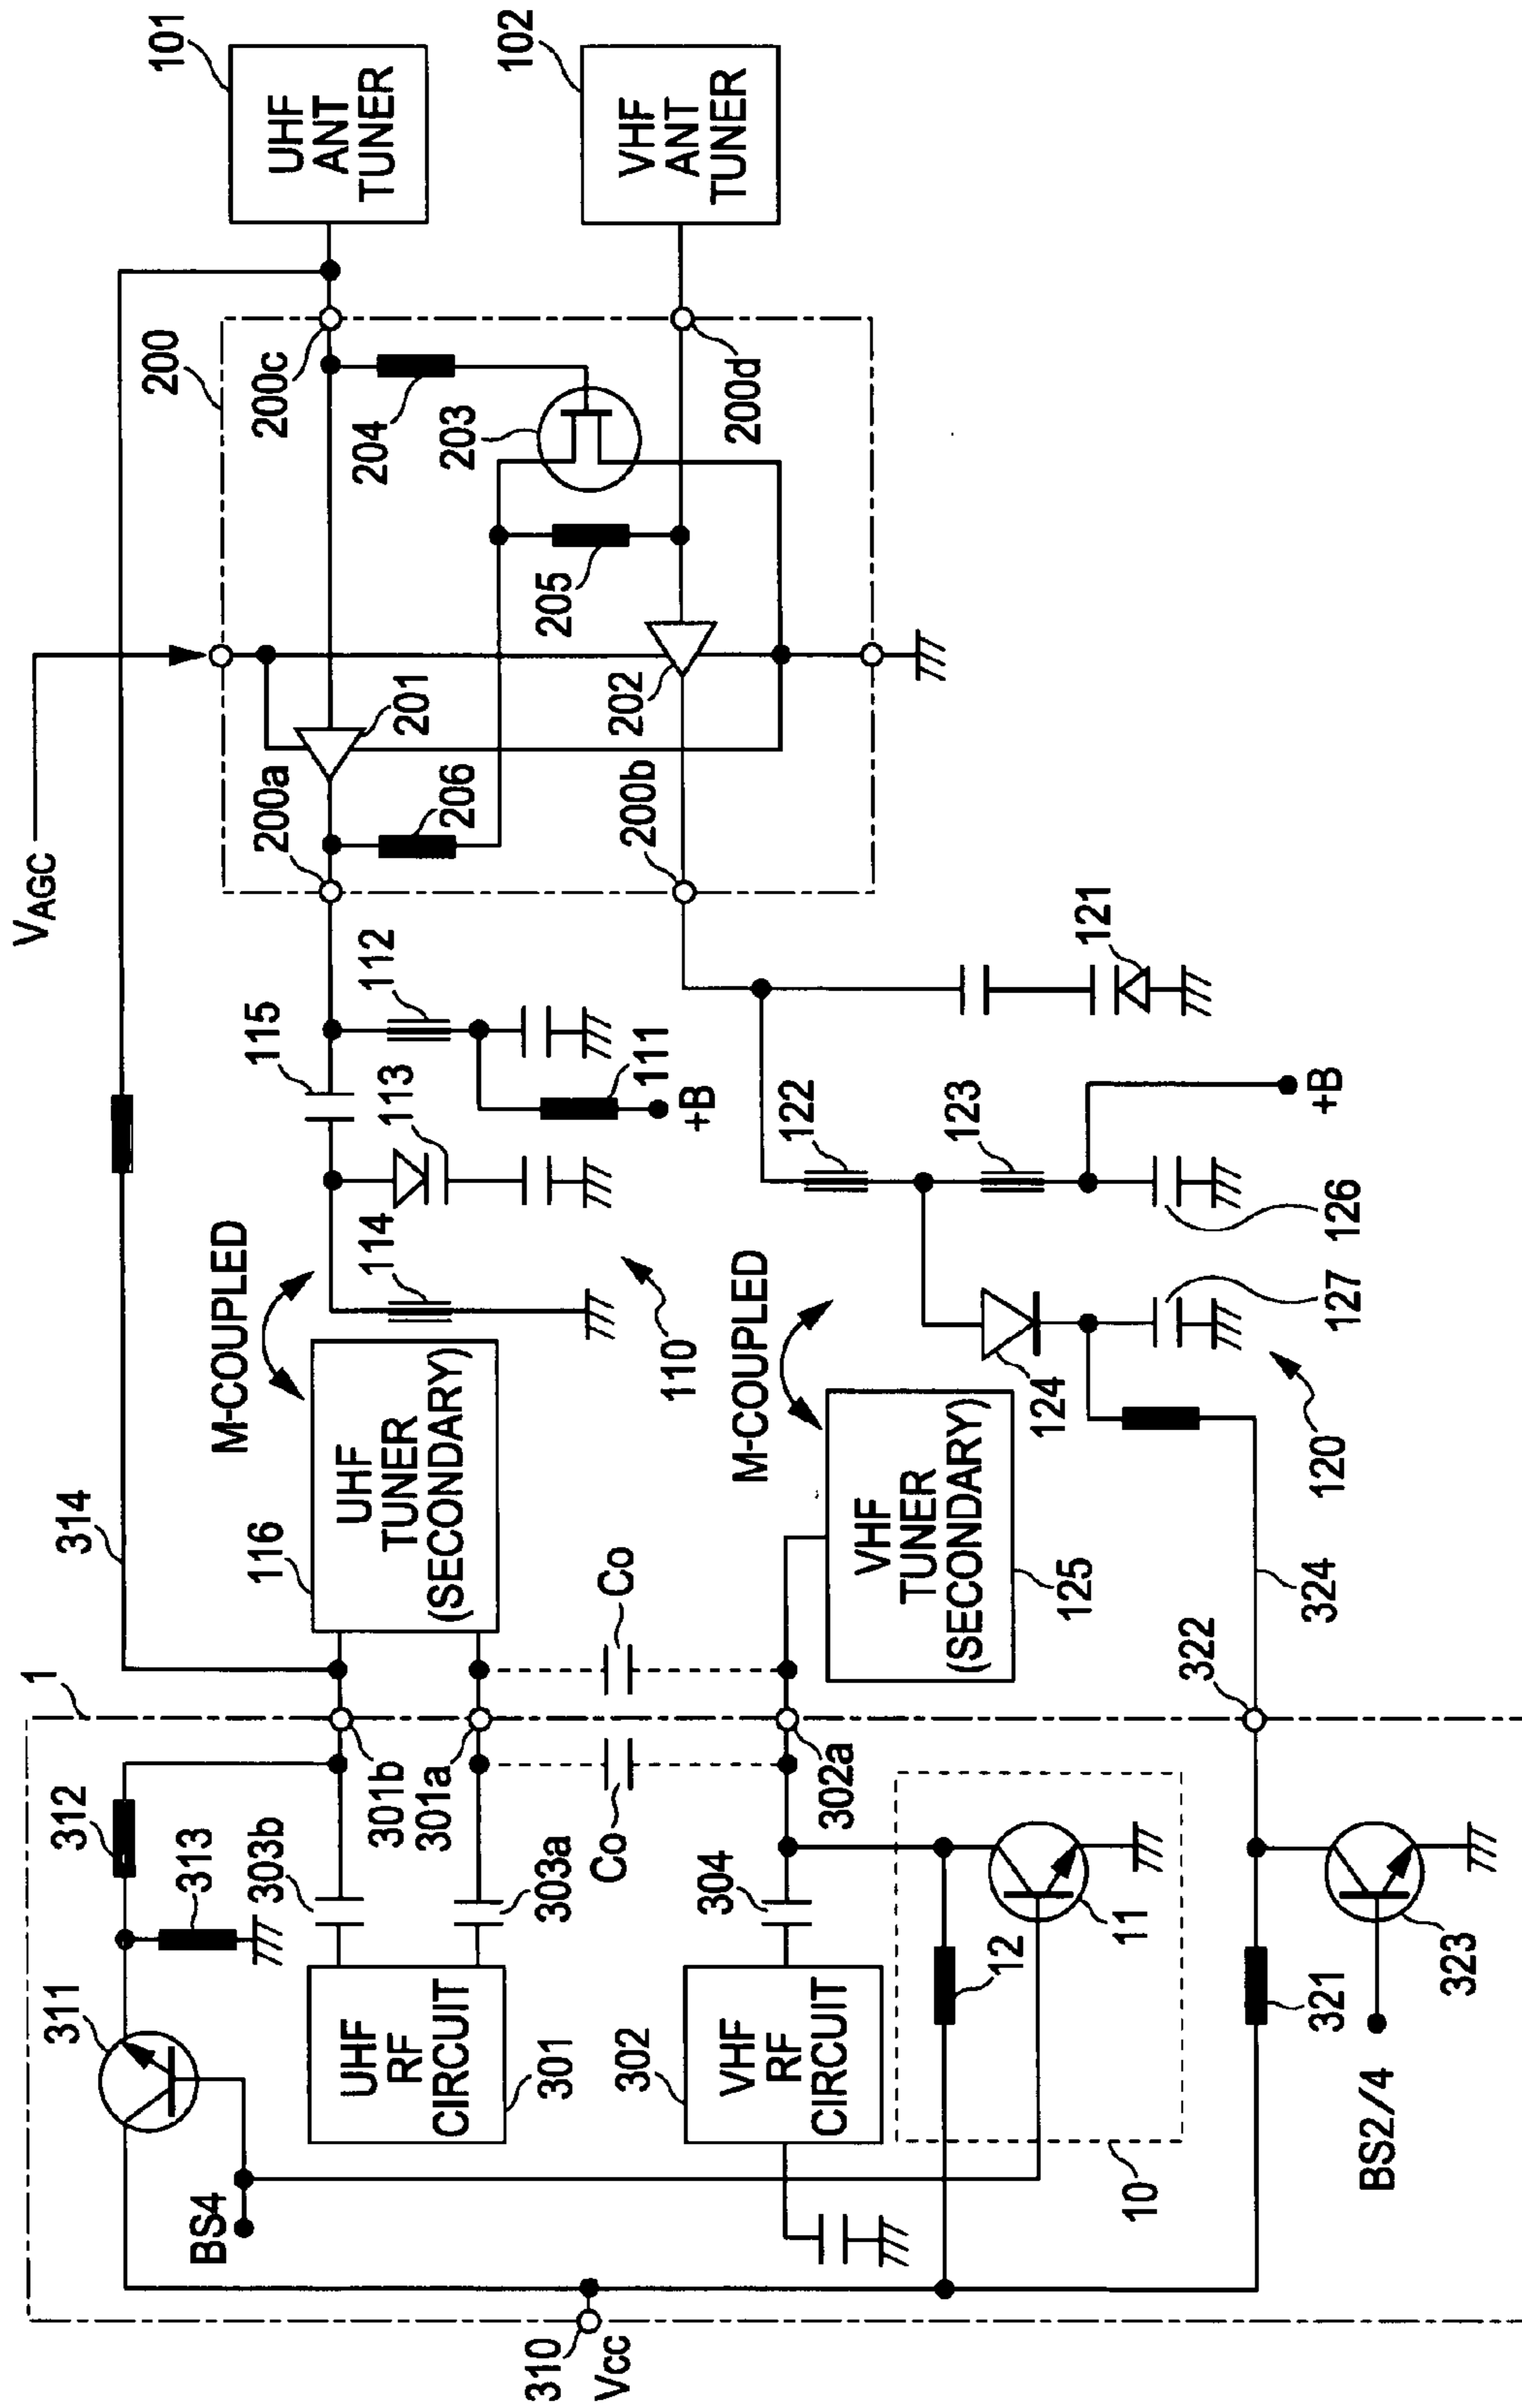 101
UHF
ANT
TUNER
102
VHF
ANT
TUNER
200
200c
204
203
200d
205
202
201
206
200a
200b
VAGC
112
115
111
113
+B
114
M-COUPLED
110
121
122
123
+B
126
127
124
120
M-COUPLED
314
116
UHF
TUNER
(SECONDARY)
Co
125
VHF
TUNER
(SECONDARY)
324
322
1
301b
301a
302a
Co
312
313
303b
303a
304
11
12
10
311
UHF
RF
CIRCUIT
301
302
VHF
RF
CIRCUIT
321
323
BS4
BS2/4
310
Vcc